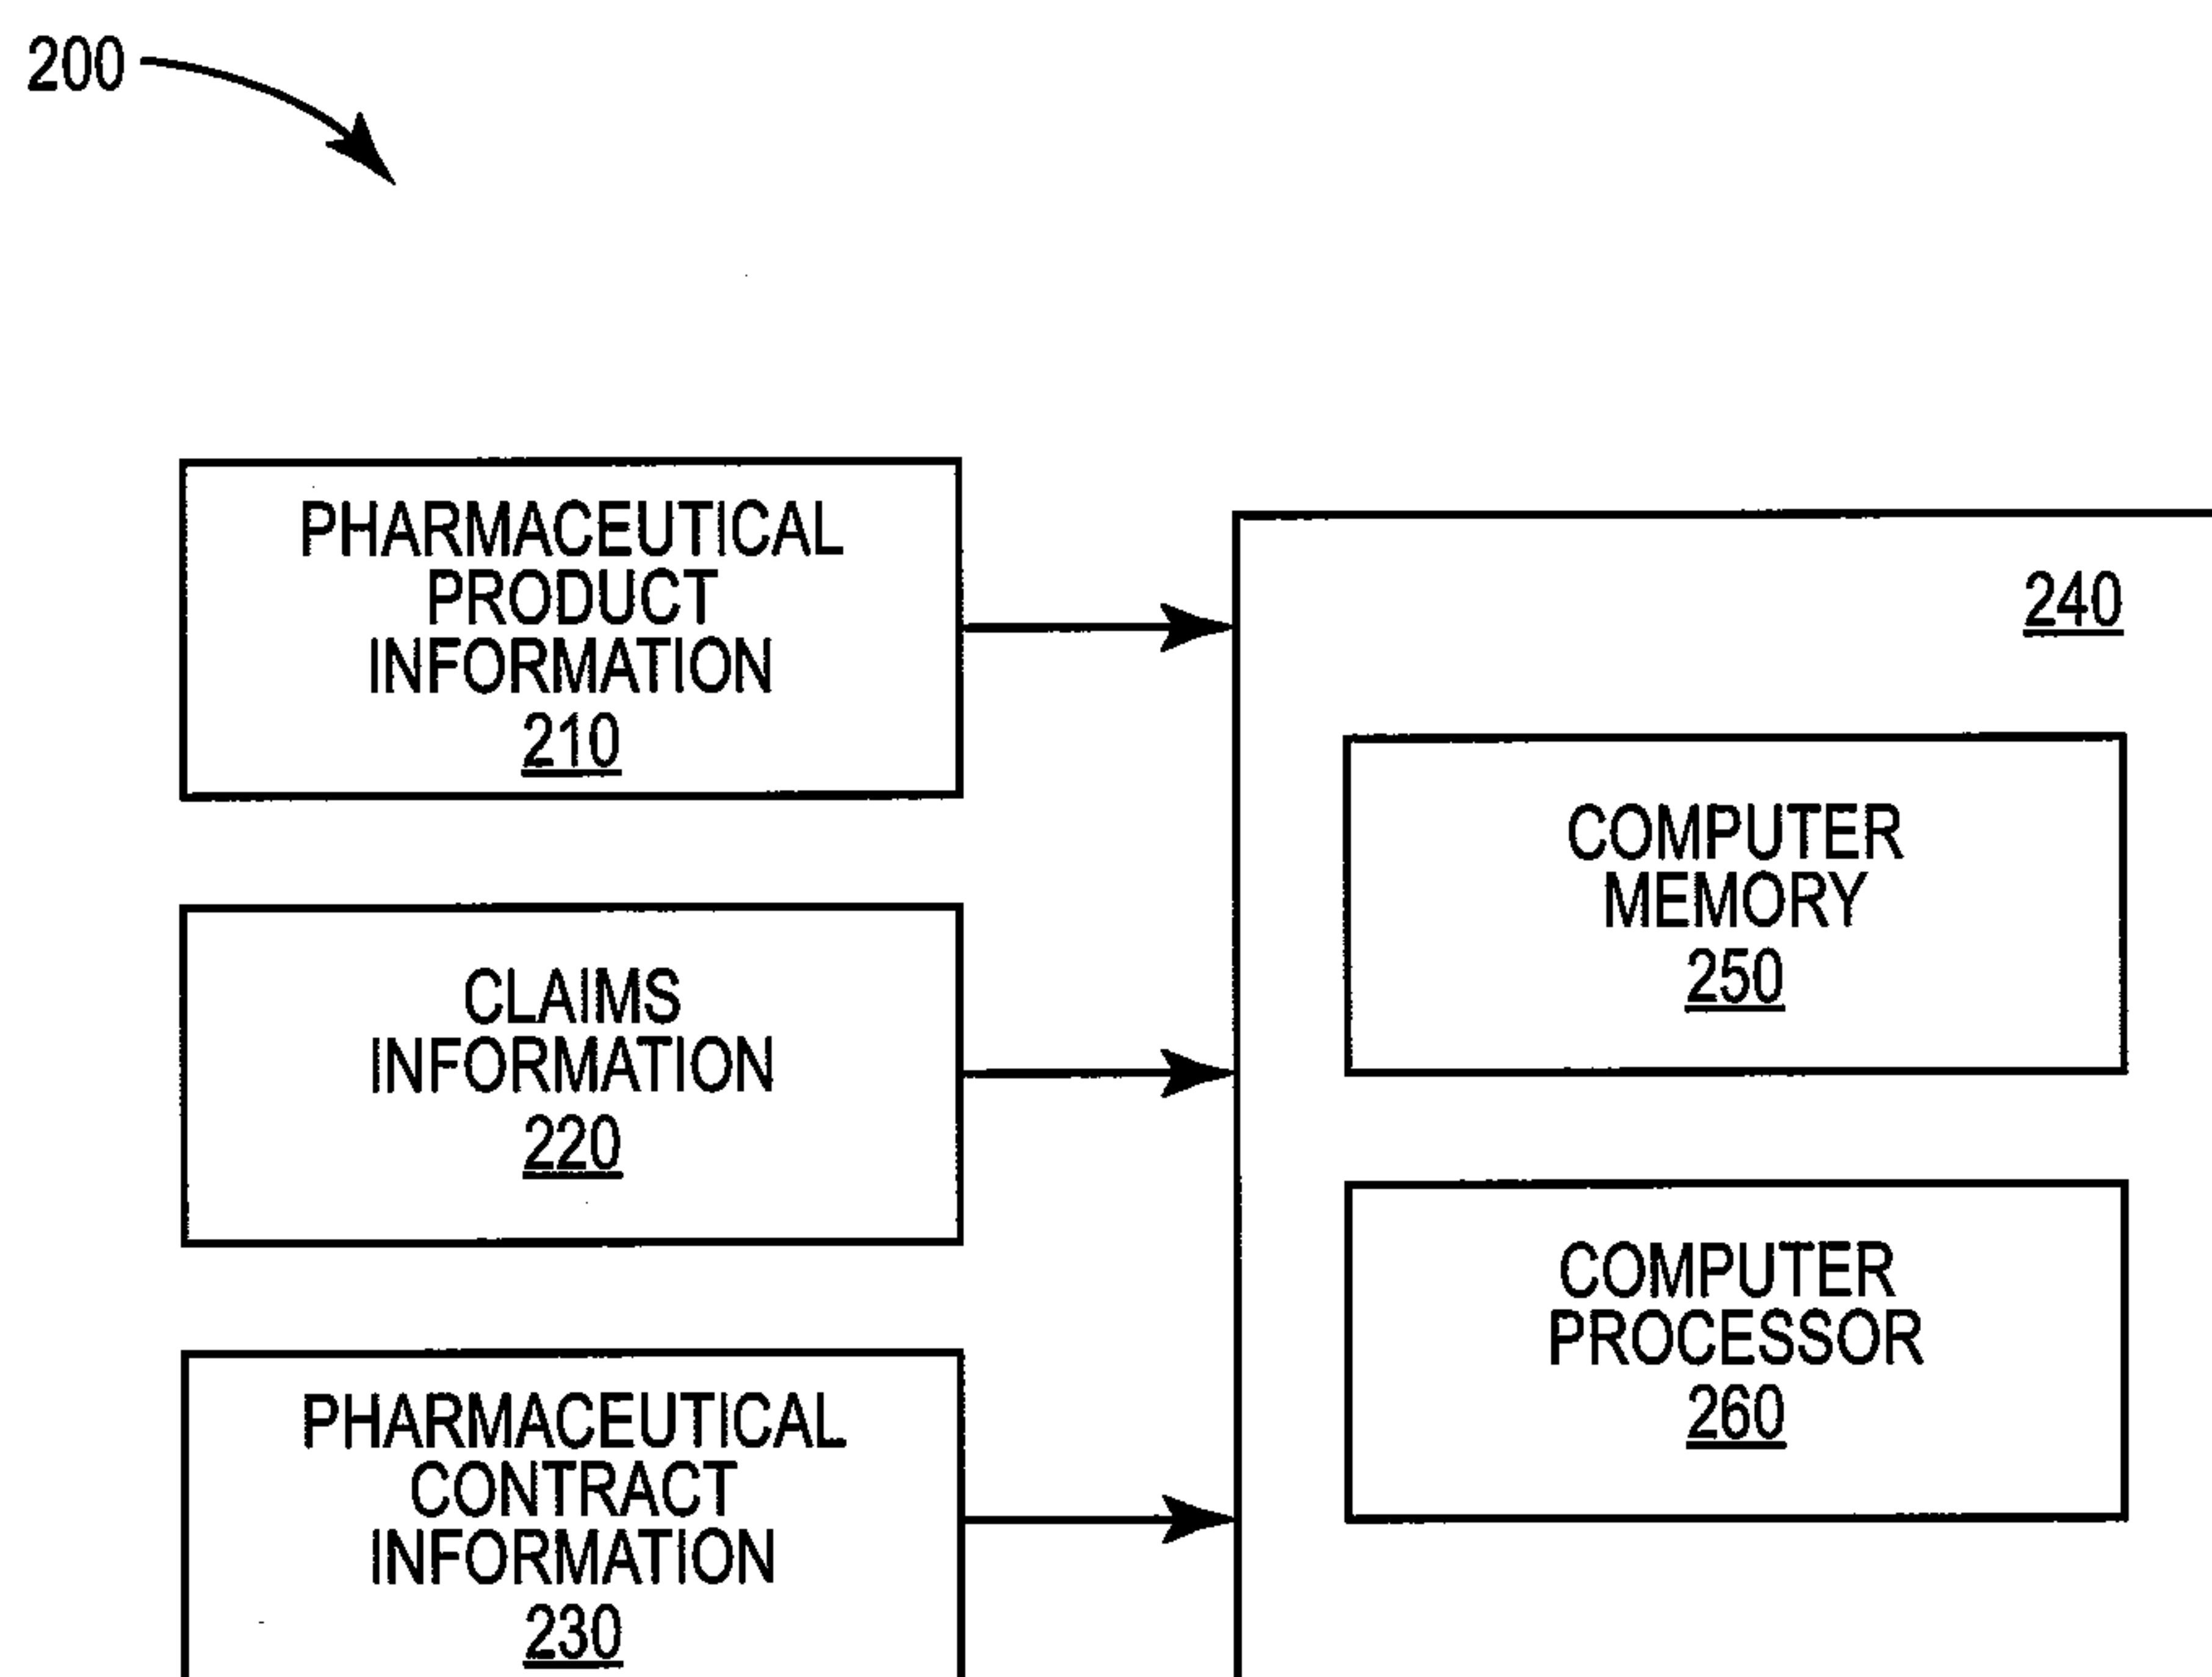 200
PHARMACEUTICAL
PRODUCT
INFORMATION
210
CLAIMS
INFORMATION
220
PHARMACEUTICAL
CONTRACT
INFORMATION
230
240
COMPUTER
MEMORY
250
COMPUTER
PROCESSOR
260